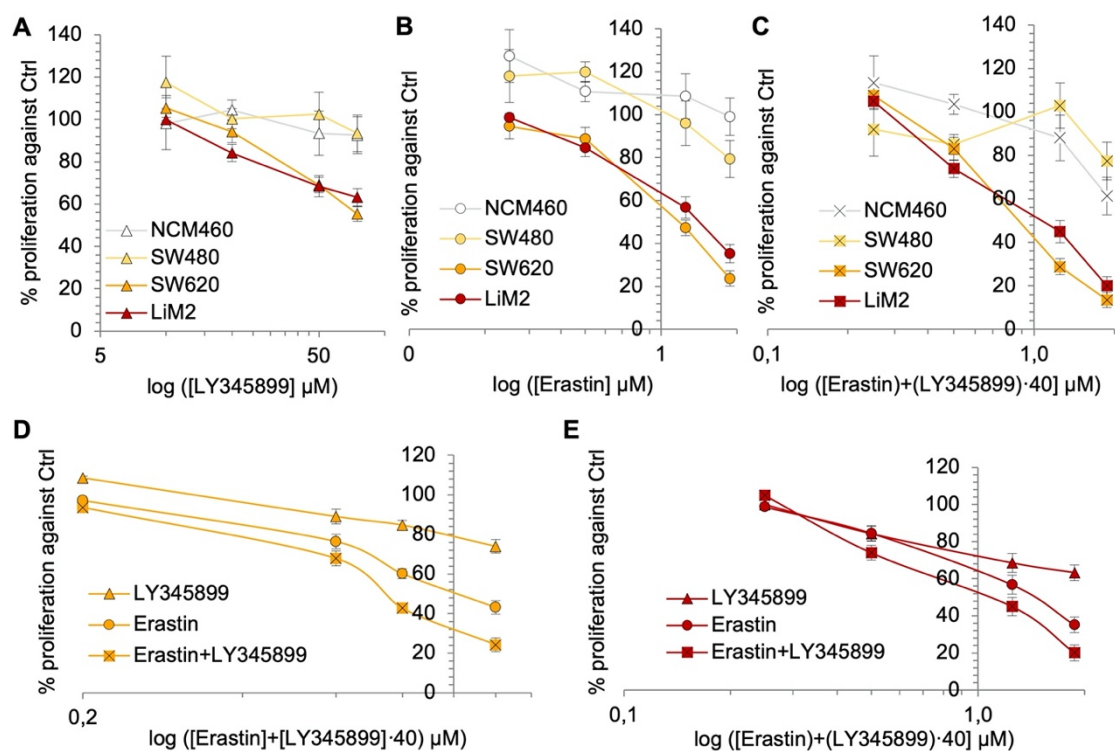 A
% proliferation against Ctrl
140
120
100
80
60
40
20
0
NCM460
SW480
SW620
LiM2
5
50
log ([LY345899] μM)
B
% proliferation against Ctrl
140
120
100
80
60
40
20
0
NCM460
SW480
SW620
LiM2
0
1
log ([Erastin] μM)
C
% proliferation against Ctrl
140
120
100
80
60
40
20
0
NCM460
SW480
SW620
LiM2
0,1
1,0
log ([Erastin)+(LY345899)·40] μM)
D
% proliferation against Ctrl
120
100
80
60
40
20
0
LY345899
Erastin
Erastin+LY345899
0,2
log ([Erastin]+[LY345899]·40) μM)
E
% proliferation against Ctrl
120
100
80
60
40
20
0
LY345899
Erastin
Erastin+LY345899
0,1
1,0
log ([Erastin)+(LY345899)·40] μM)